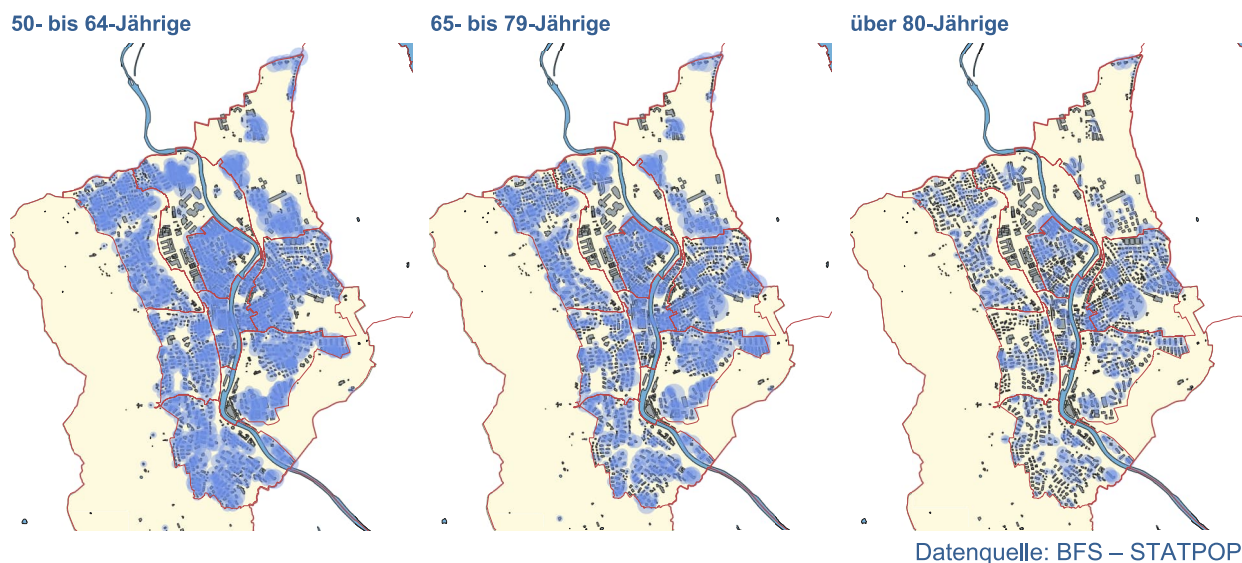 50- bis 64-Jährige
65- bis 79-Jährige
über 80-Jährige
Datenquelle: BFS – STATPOP